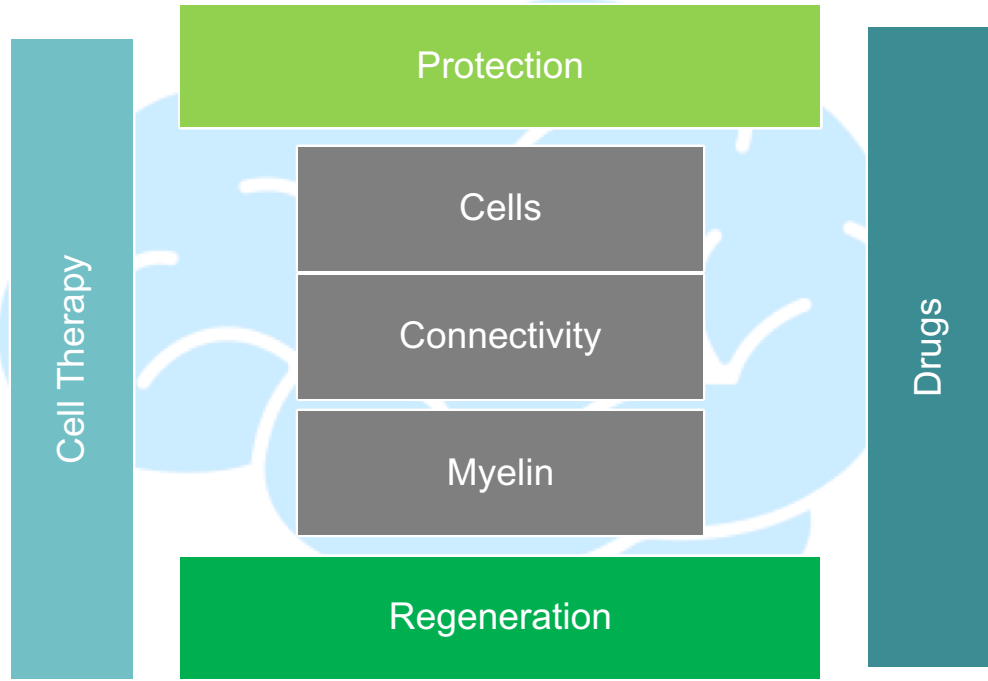 Protection
Cells
Connectivity
Myelin
Regeneration
Cell Therapy
Drugs